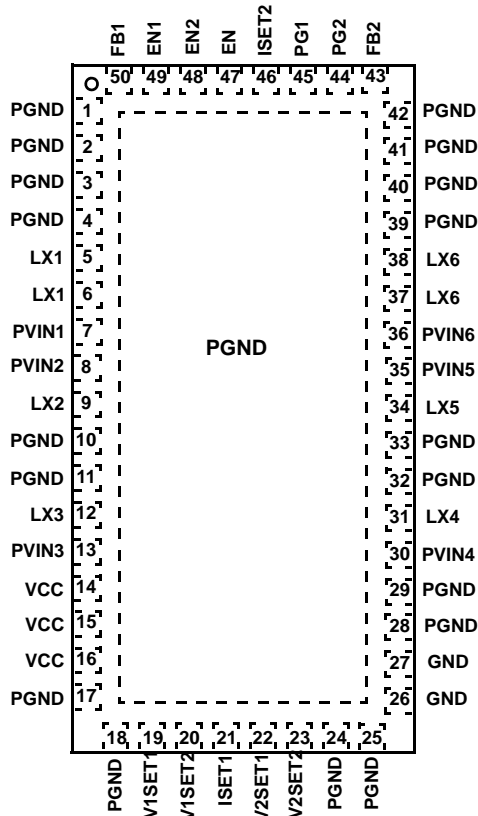 FB1 EN1 EN2 EN ISET2 PG1 PG2 FB2
50 49 48 47 46 45 44 43
PGND 1 42 PGND
PGND 2 41 PGND
PGND 3 40 PGND
PGND 4 39 PGND
LX1 5 38 LX6
LX1 6 37 LX6
PVIN1 7 36 PVIN6
PGND
PVIN2 8 35 PVIN5
LX2 9 34 LX5
PGND 10 33 PGND
PGND 11 32 PGND
LX3 12 31 LX4
PVIN3 13 30 PVIN4
VCC 14 29 PGND
VCC 15 28 PGND
VCC 16 27 GND
PGND 17 26 GND
18 19 20 21 22 23 24 25
PGND V1SET1 V1SET2 ISET1 V2SET1 V2SET2 PGND PGND